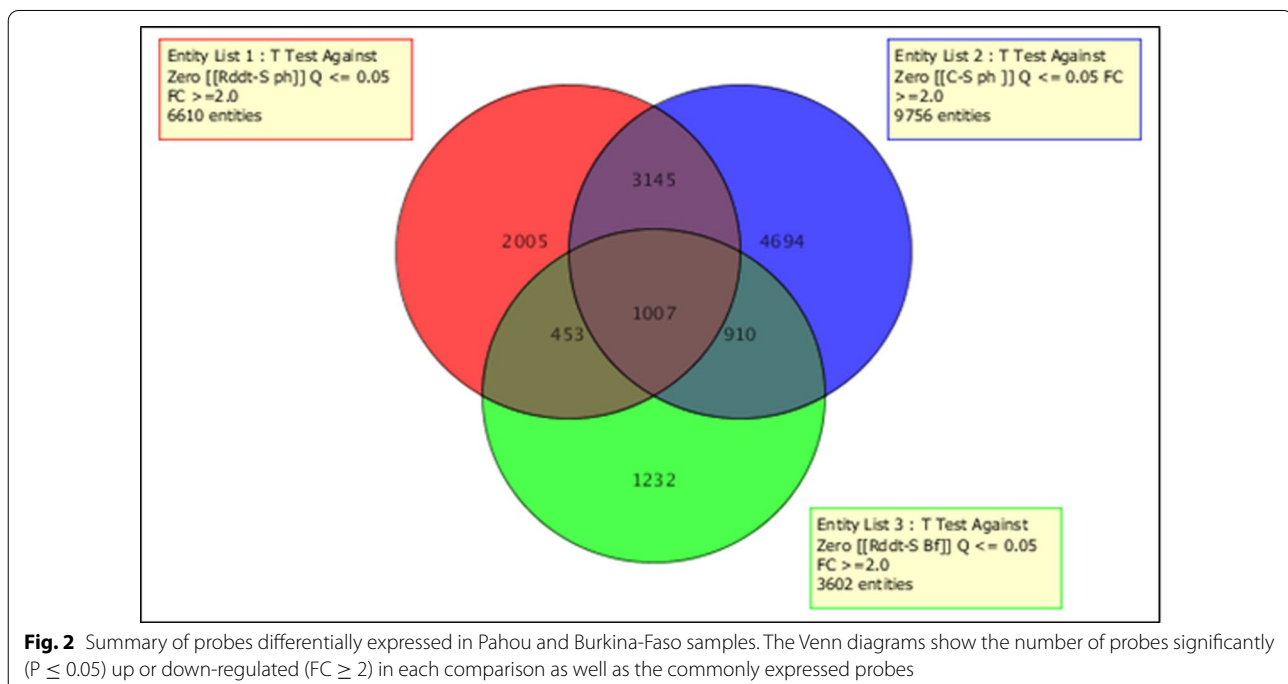 Entity List 1 : T Test Against
Zero [[Rddt-S ph]] Q <= 0.05
FC >=2.0
6610 entities
Entity List 2 : T Test Against
Zero [[C-S ph ]] Q <= 0.05 FC
>=2.0
9756 entities
3145
2005
4694
1007
453
910
1232
Entity List 3 : T Test Against
Zero [[Rddt-S Bf]] Q <= 0.05
FC >=2.0
3602 entities
Fig. 2 Summary of probes differentially expressed in Pahou and Burkina-Faso samples. The Venn diagrams show the number of probes significantly
(P ≤ 0.05) up or down-regulated (FC ≥ 2) in each comparison as well as the commonly expressed probes